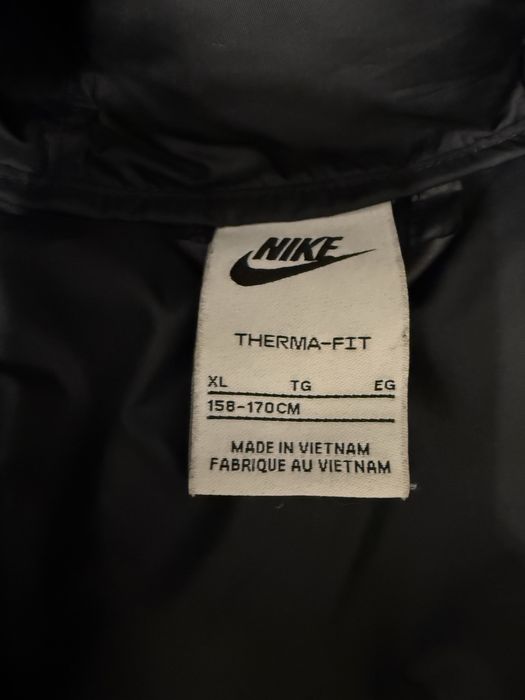 NIKE
THERMA-FIT
XL TG EG
158-170CM
MADE IN VIETNAM
FABRIQUE AU VIETNAM